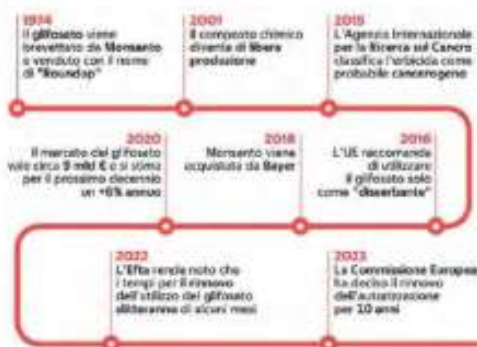 1974
Il glifosato viene
brevettato da Monsanto
e venduto con il nome
di "Roundap"
2001
Il composto chimico
diventa di libera
produzione
2015
L'Agenzia Internazionale
per la Ricerca sul Cancro
classifica l'erbicida come
probabile cancerogeno
2020
Il mercato del glifosato
vale circa 9 mld € e si stima
per il prossimo decennio
un +6% annuo
2018
Monsanto viene
acquistata da Bayer
2016
L'UE raccomanda
di utilizzare
il glifosato solo
come "diserbante"
2022
L'Efta rende noto che
i tempi per il rinnovo
dell'utilizzo del glifosato
slitteranno di alcuni mesi
2023
La Commissione Europea
ha deciso il rinnovo
dell'autorizzazione
per 10 anni